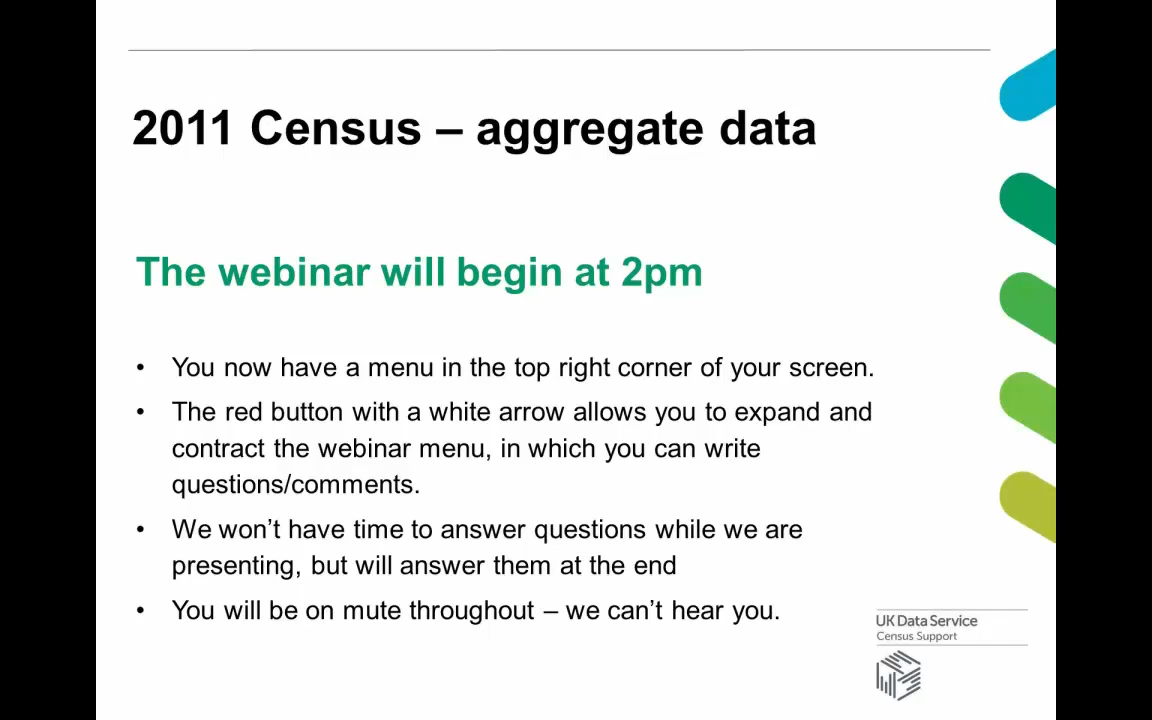 2011 Census – aggregate data
The webinar will begin at 2pm
• You now have a menu in the top right corner of your screen.
• The red button with a white arrow allows you to expand and
contract the webinar menu, in which you can write
questions/comments.
• We won’t have time to answer questions while we are
presenting, but will answer them at the end
• You will be on mute throughout – we can’t hear you.
UK Data Service
Census Support